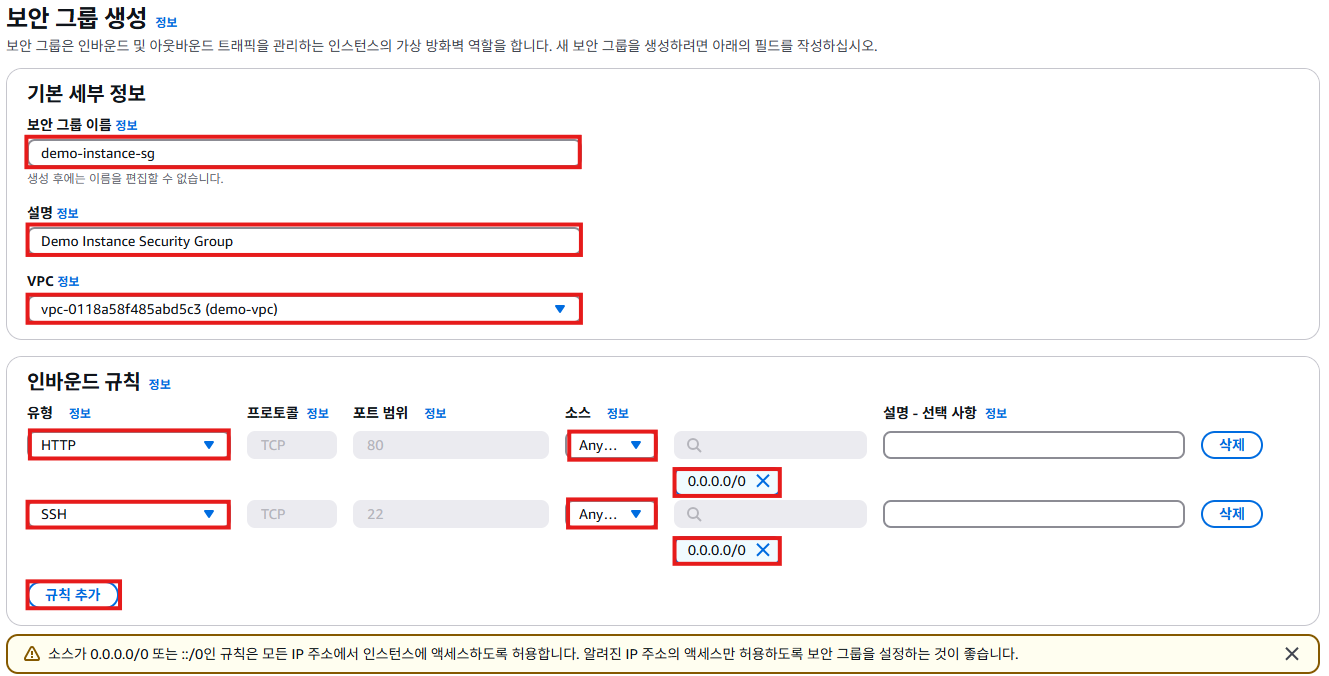 보안 그룹 생성 정보
보안 그룹은 인바운드 및 아웃바운드 트래픽을 관리하는 인스턴스의 가상 방화벽 역할을 합니다. 새 보안 그룹을 생성하려면 아래의 필드를 작성하십시오.
기본 세부 정보
보안 그룹 이름 정보
demo-instance-sg
생성 후에는 이름을 편집할 수 없습니다.
설명 정보
Demo Instance Security Group
VPC 정보
vpc-0118a58f485abd5c3 (demo-vpc)
인바운드 규칙 정보
유형 정보 프로토콜 정보 포트 범위 정보 소스 정보 설명 - 선택 사항 정보
HTTP TCP 80 Any... 삭제
0.0.0.0/0
SSH TCP 22 Any... 삭제
0.0.0.0/0
규칙 추가
소스가 0.0.0.0/0 또는 ::/0인 규칙은 모든 IP 주소에서 인스턴스에 액세스하도록 허용합니다. 알려진 IP 주소의 액세스만 허용하도록 보안 그룹을 설정하는 것이 좋습니다.